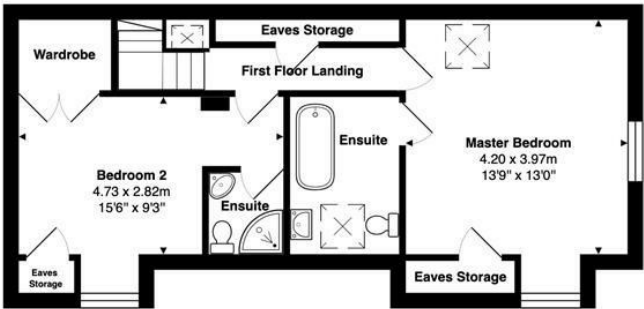 Eaves Storage
Wardrobe
First Floor Landing
Ensuite
Master Bedroom
4.20 x 3.97m
13'9" x 13'0"
Bedroom 2
4.73 x 2.82m
15'6" x 9'3"
Ensuite
Eaves
Storage
Eaves Storage